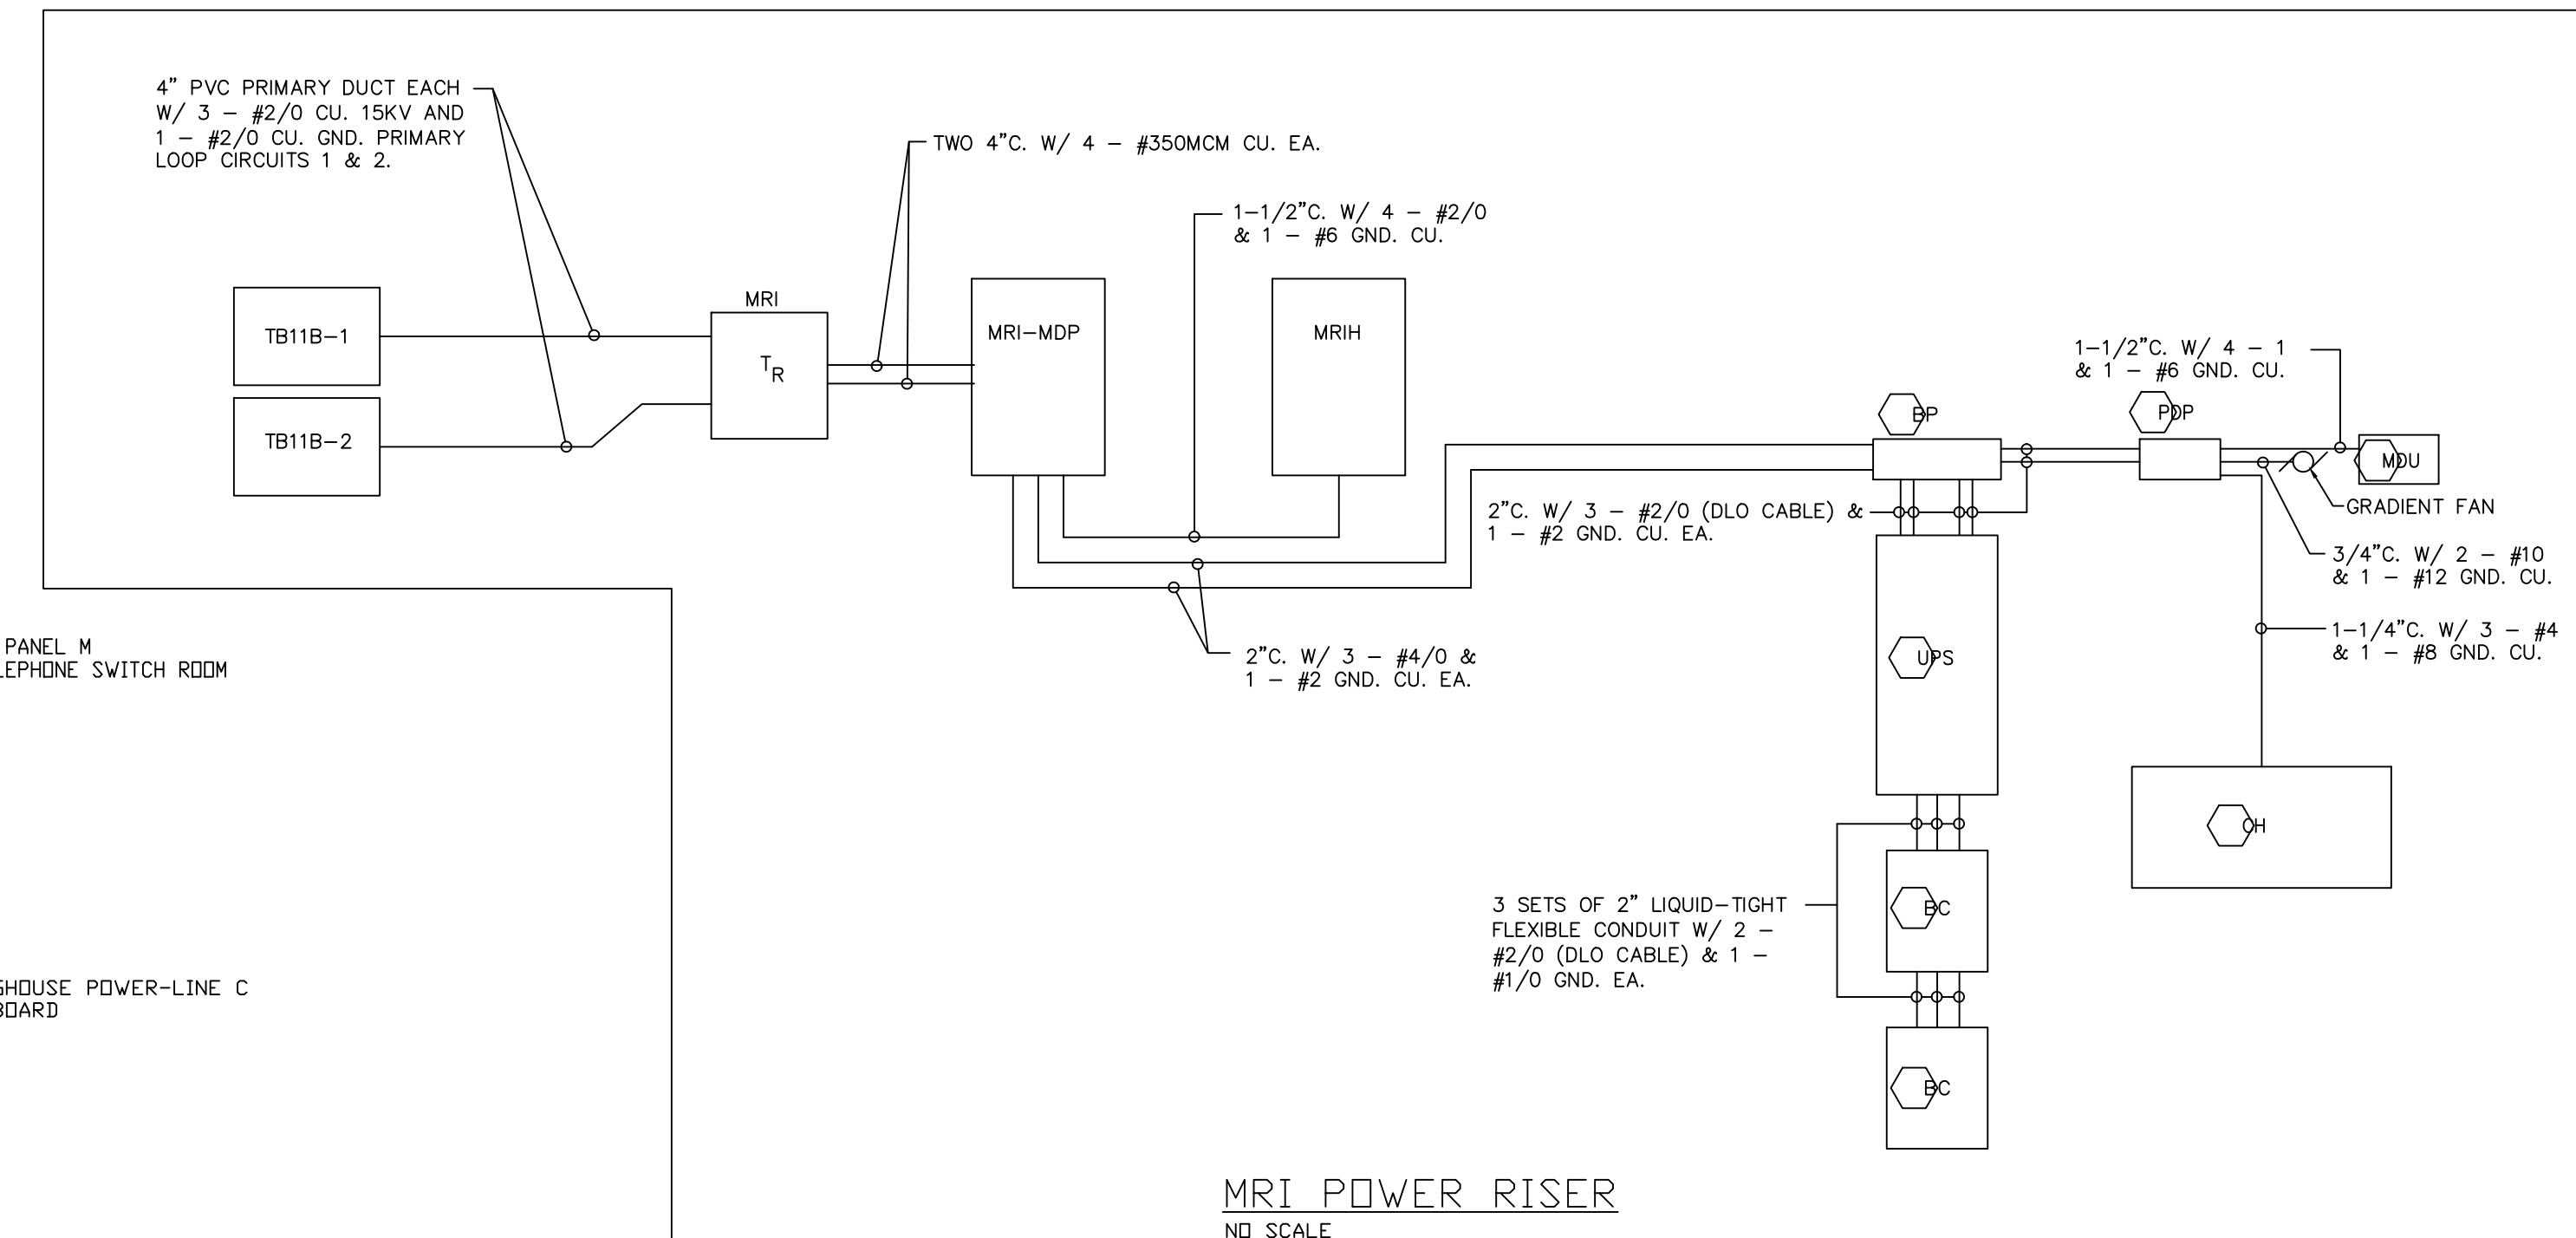 4" PVC PRIMARY DUCT EACH
W/ 3 - #2/0 CU. 15KV AND
1 - #2/0 CU. GND. PRIMARY
LOOP CIRCUITS 1 & 2.
TWO 4"C. W/ 4 - #350MCM CU. EA.
1-1/2"C. W/ 4 - #2/0
& 1 - #6 GND. CU.
TB11B-1
TB11B-2
MRI
TR
MRI-MDP
MRIH
1-1/2"C. W/ 4 - 1
& 1 - #6 GND. CU.
BP
PDP
MDU
GRADIENT FAN
2"C. W/ 3 - #2/0 (DLO CABLE) &
1 - #2 GND. CU. EA.
3/4"C. W/ 2 - #10
& 1 - #12 GND. CU.
1-1/4"C. W/ 3 - #4
& 1 - #8 GND. CU.
2"C. W/ 3 - #4/0 &
1 - #2 GND. CU. EA.
PANEL M
LEPHONE SWITCH ROOM
UPS
CH
BC
3 SETS OF 2" LIQUID-TIGHT
FLEXIBLE CONDUIT W/ 2 -
#2/0 (DLO CABLE) & 1 -
#1/0 GND. EA.
GHOUSE POWER-LINE C
BOARD
BC
MRI POWER RISER
NO SCALE